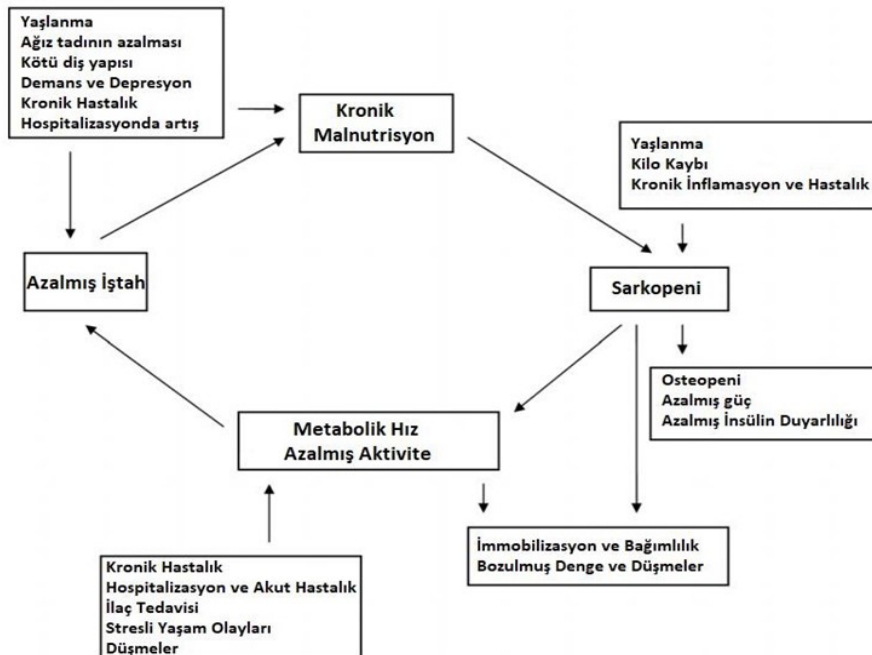 Yaşlanma
Ağız tadının azalması
Kötü diş yapısı
Demans ve Depresyon
Kronik Hastalık
Hospitalizasyonda artış
Kronik
Malnutrisyon
Yaşlanma
Kilo Kaybı
Kronik İnflamasyon ve Hastalık
Azalmış İştah
Sarkopeni
Osteopeni
Azalmış güç
Azalmış İnsülin Duyarlılığı
Metabolik Hız
Azalmış Aktivite
İmmobilizasyon ve Bağımlılık
Bozulmuş Denge ve Düşmeler
Kronik Hastalık
Hospitalizasyon ve Akut Hastalık
İlaç Tedavisi
Stresli Yaşam Olayları
Düşmeler